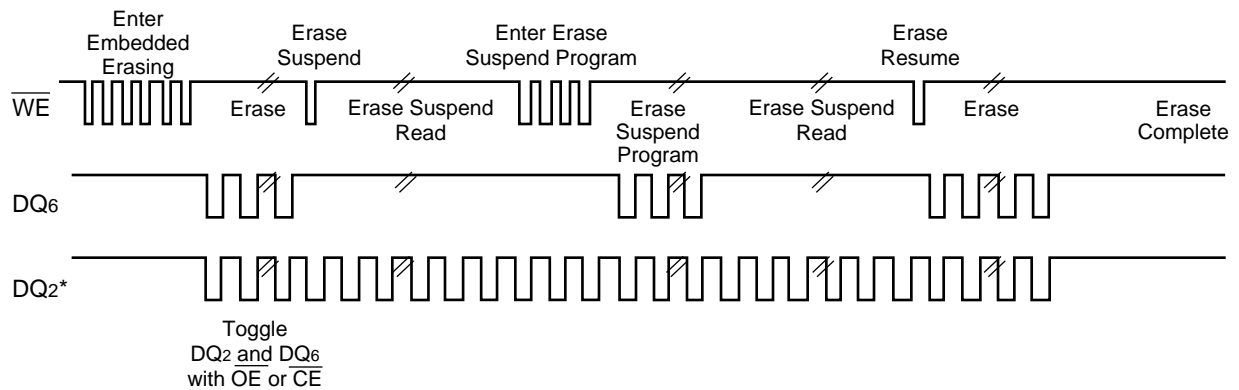 Enter
Embedded
Erasing
Erase
Suspend
Enter Erase
Suspend Program
Erase
Resume
WE
Erase
Erase Suspend
Read
Erase
Suspend
Program
Erase Suspend
Read
Erase
Erase
Complete
DQ6
DQ2*
Toggle
DQ2 and DQ6
with OE or CE